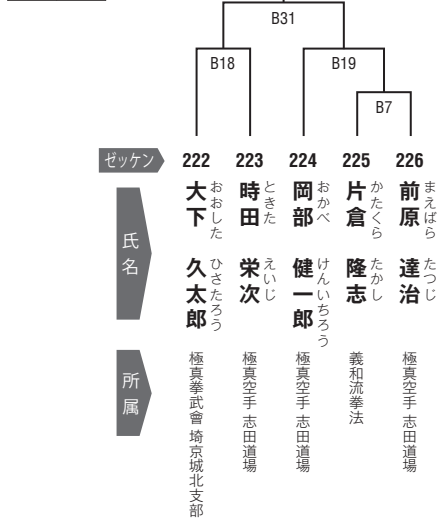 B31
B18
B19
B7
ゼッケン
222
223
224
225
226
氏名
大下 久太郎
おおした ひさたろう
時田 栄次
ときた えいじ
岡部 健一郎
おかべ けんいちろう
片倉 隆志
かたくら たかし
前原 達治
まえばら たつじ
所属
極真拳武會 埼京城北支部
極真空手 志田道場
極真空手 志田道場
義和流拳法
極真空手 志田道場